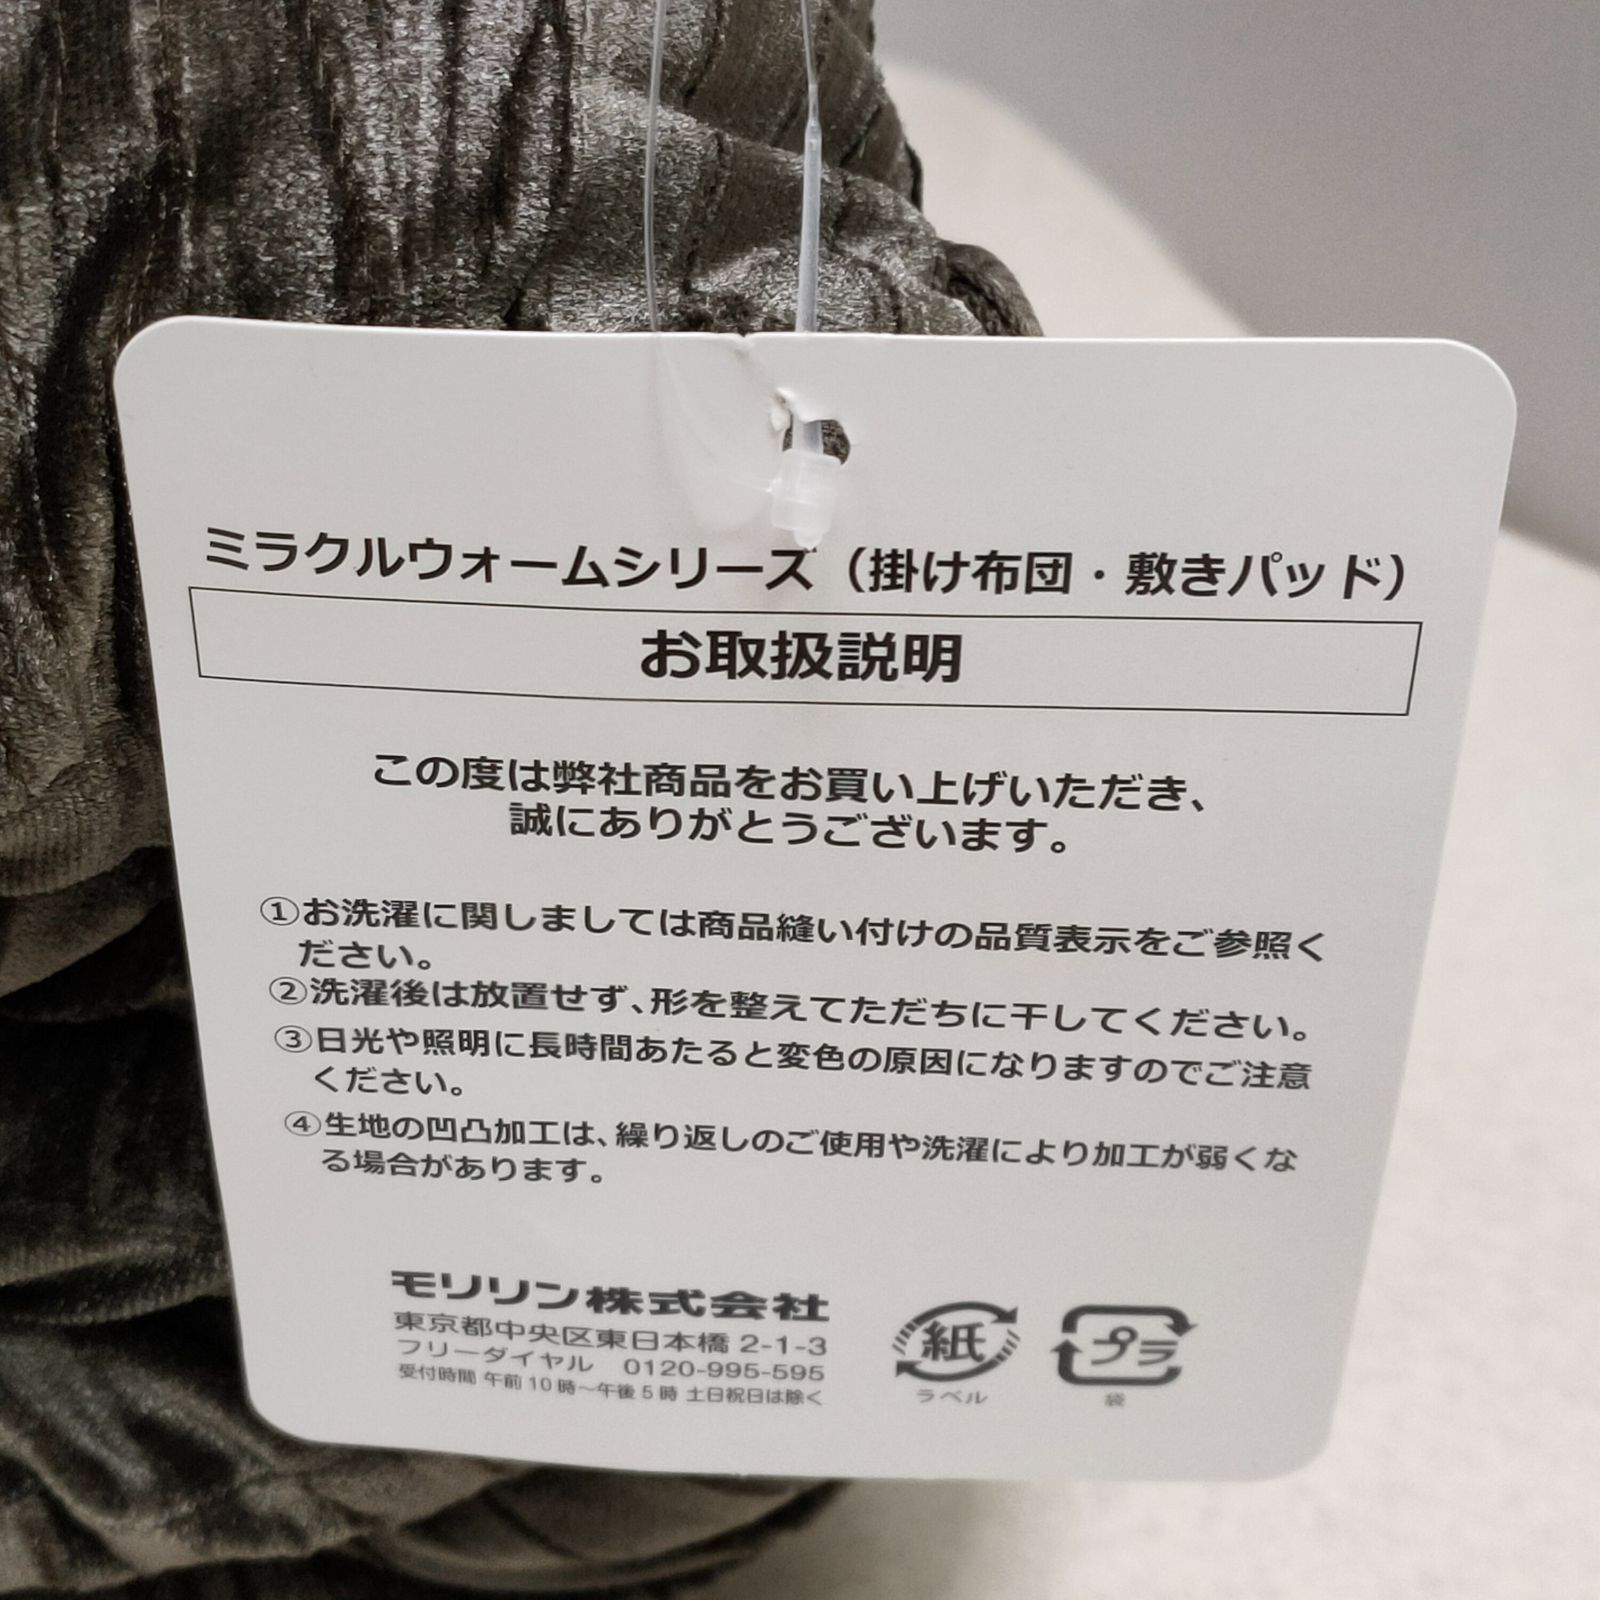 ミラクルウォームシリーズ（掛け布団・敷きパッド）
お取扱説明
この度は弊社商品をお買い上げいただき、
誠にありがとうございます。
①お洗濯に関しましては商品縫い付けの品質表示をご参照く
ださい。
②洗濯後は放置せず、形を整えてただちに干してください。
③日光や照明に長時間あたると変色の原因になりますのでご注意
ください。
④生地の凹凸加工は、繰り返しのご使用や洗濯により加工が弱くな
る場合があります。
モリリン株式会社
東京都中央区東日本橋 2-1-3
フリーダイヤル 0120-995-595
受付時間 午前 10 時～午後 5 時 土日祝日は除く
紙
ラベル
プラ
袋